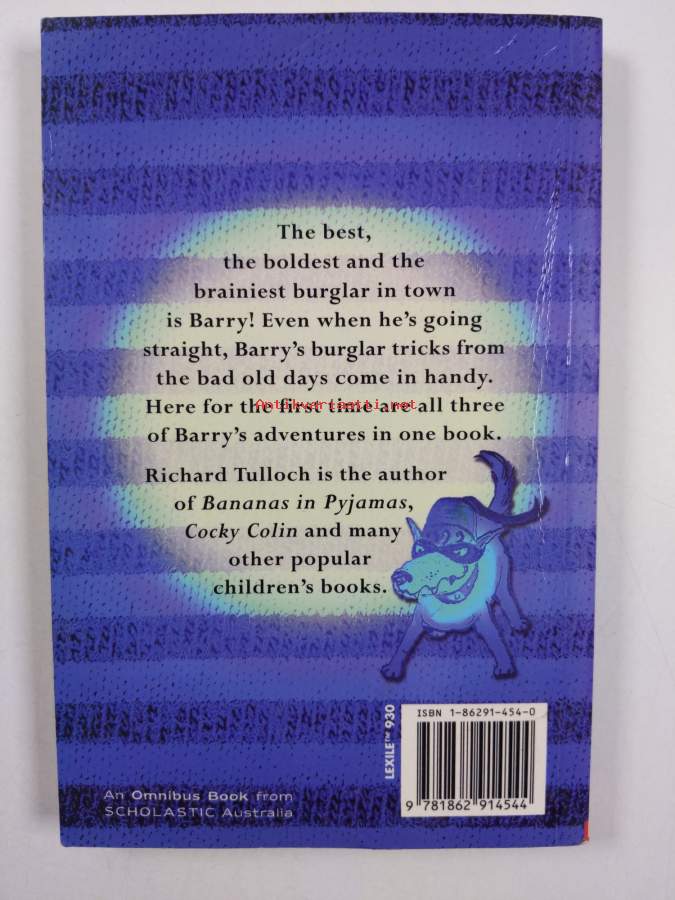 The best,
the boldest and the
brainiest burglar in town
is Barry! Even when he's going
straight, Barry's burglar tricks from
the bad old days come in handy.
Here for the first time are all three
Antikvariaatti.net
of Barry's adventures in one book.
Richard Tulloch is the author
of Bananas in Pyjamas,
Cocky Colin and many
other popular
children's books.
LEXILE™ 930
ISBN 1-86291-454-0
9 781862 914544
An Omnibus Book from
SCHOLASTIC Australia